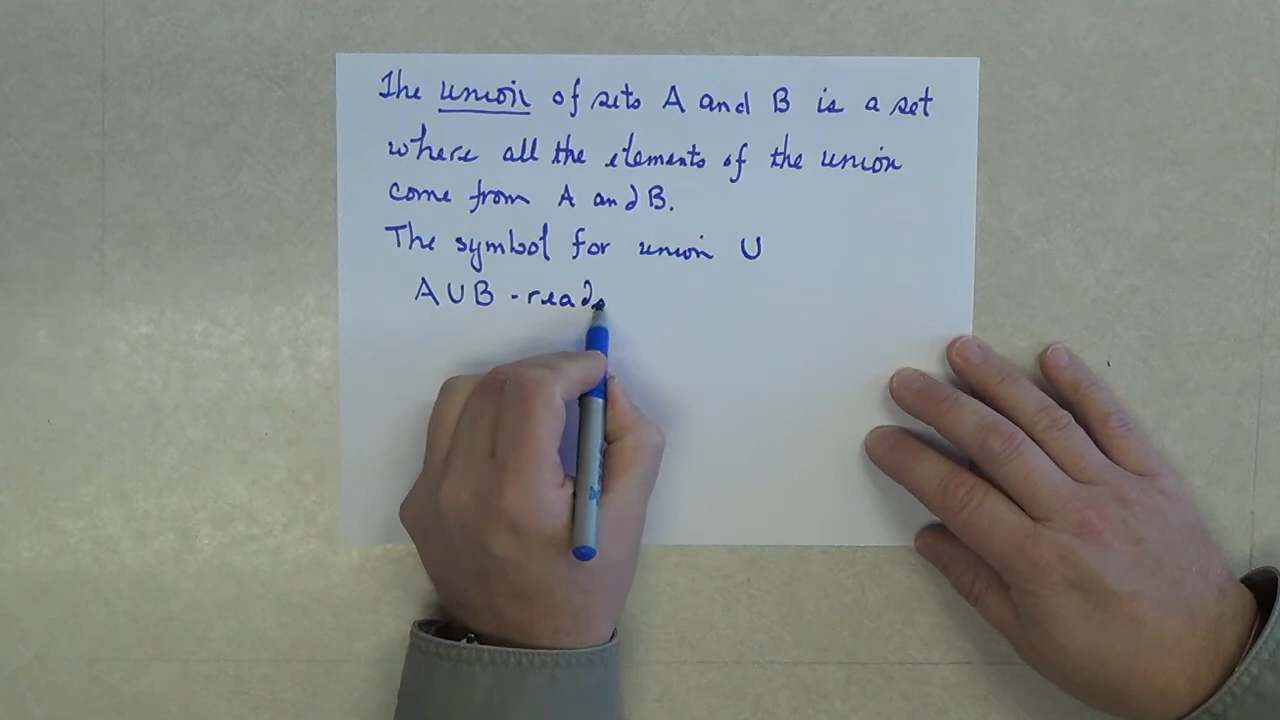 The union of sets A and B is a set
where all the elements of the union
come from A and B.
The symbol for union ∪
A∪B - read